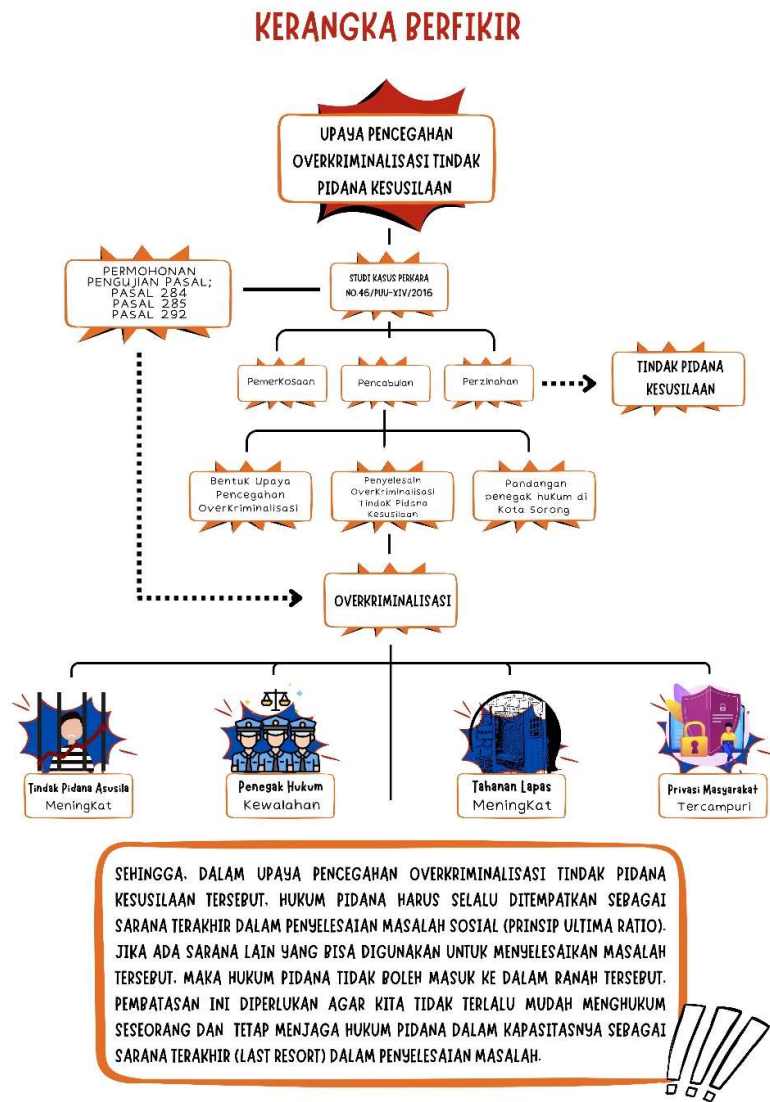 KERANGKA BERFIKIR
UPAYA PENCEGAHAN
OVERKRIMINALISASI TINDAK
PIDANA KESUSILAAN
PERMOHONAN
PENGUJIAN PASAL;
PASAL 284
PASAL 285
PASAL 292
STUDI KASUS PERKARA
NO.46/PUU-XIV/2016
Pemerkosaan
Pencabulan
Perzinahan
TINDAK PIDANA
KESUSILAAN
Bentuk Upaya
Pencegahan
Overkriminalisasi
Penyelesain
Overkriminalisasi
Tindak Pidana
Kesusilaan
Pandangan
penegak hukum di
Kota Sorong
OVERKRIMINALISASI
Tindak Pidana Asusila
Meningkat
Penegak Hukum
Kewalahan
Tahanan Lapas
Meningkat
Privasi Masyarakat
Tercampuri
SEHINGGA, DALAM UPAYA PENCEGAHAN OVERKRIMINALISASI TINDAK PIDANA
KESUSILAAN TERSEBUT, HUKUM PIDANA HARUS SELALU DITEMPATKAN SEBAGAI
SARANA TERAKHIR DALAM PENYELESAIAN MASALAH SOSIAL (PRINSIP ULTIMA RATIO).
JIKA ADA SARANA LAIN YANG BISA DIGUNAKAN UNTUK MENYELESAIKAN MASALAH
TERSEBUT, MAKA HUKUM PIDANA TIDAK BOLEH MASUK KE DALAM RANAH TERSEBUT.
PEMBATASAN INI DIPERLUKAN AGAR KITA TIDAK TERLALU MUDAH MENGHUKUM
SESEORANG DAN TETAP MENJAGA HUKUM PIDANA DALAM KAPASITASNYA SEBAGAI
SARANA TERAKHIR (LAST RESORT) DALAM PENYELESAIAN MASALAH.